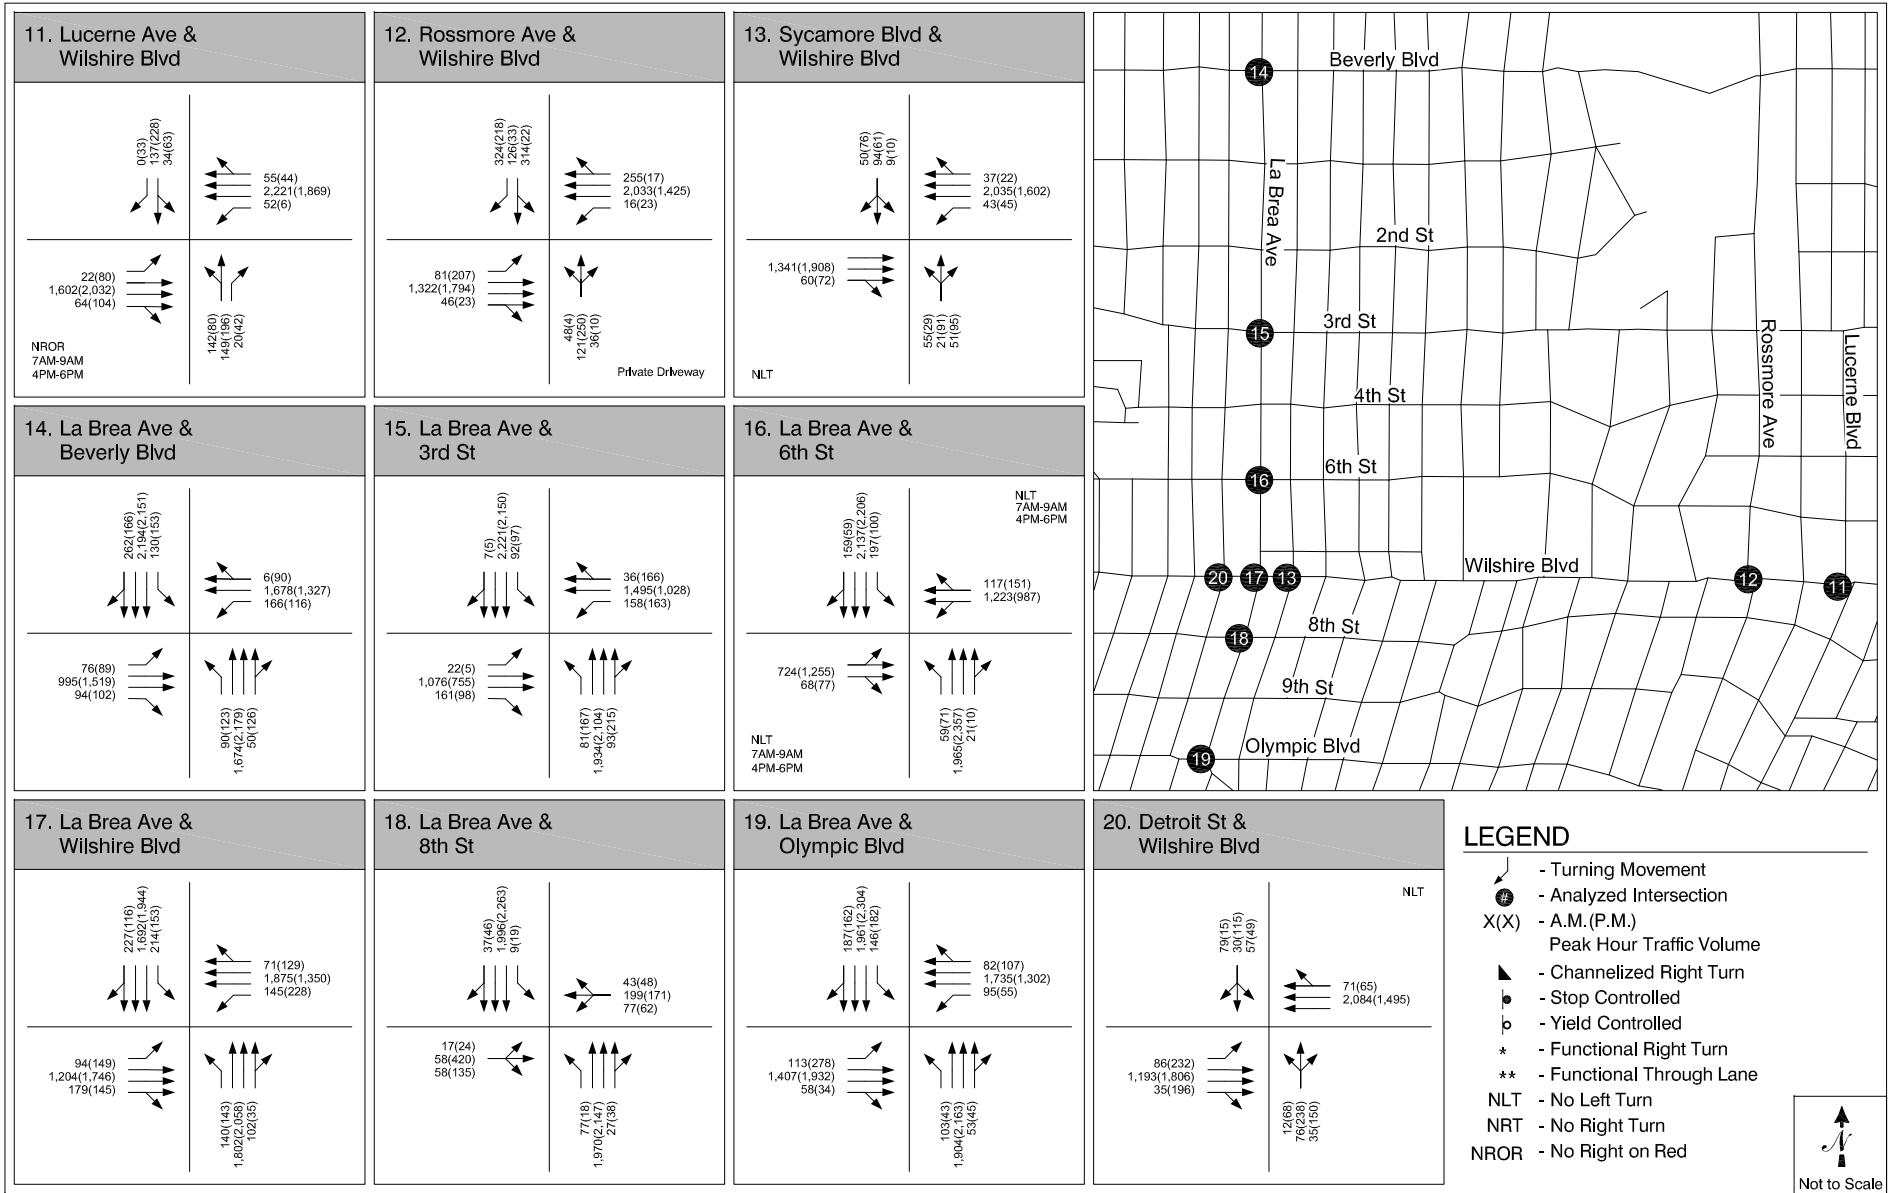 11. Lucerne Ave &
Wilshire Blvd
0(33)
137(228)
34(63)
55(44)
2,221(1,869)
52(6)
22(80)
1,602(2,032)
64(104)
142(80)
149(196)
20(42)
NROR
7AM-9AM
4PM-6PM
12. Rossmore Ave &
Wilshire Blvd
324(218)
126(33)
314(22)
255(17)
2,033(1,425)
16(23)
81(207)
1,322(1,794)
46(23)
48(4)
121(250)
36(10)
Private Driveway
13. Sycamore Blvd &
Wilshire Blvd
50(76)
94(61)
9(10)
37(22)
2,035(1,602)
43(45)
1,341(1,908)
60(72)
55(29)
21(91)
51(95)
NLT
14. La Brea Ave &
Beverly Blvd
262(166)
2,194(2,151)
130(153)
6(90)
1,678(1,327)
166(116)
76(89)
995(1,519)
94(102)
90(123)
1,674(2,179)
50(126)
15. La Brea Ave &
3rd St
7(5)
2,221(2,150)
92(97)
36(166)
1,495(1,028)
158(163)
22(5)
1,076(755)
161(98)
81(167)
1,934(2,104)
93(215)
16. La Brea Ave &
6th St
NLT
7AM-9AM
4PM-6PM
159(59)
2,137(2,206)
197(100)
117(151)
1,223(987)
724(1,255)
68(77)
59(71)
1,965(2,357)
21(10)
NLT
7AM-9AM
4PM-6PM
17. La Brea Ave &
Wilshire Blvd
227(116)
1,692(1,944)
214(153)
71(129)
1,875(1,350)
145(228)
94(149)
1,204(1,746)
179(145)
140(143)
1,802(2,058)
102(35)
18. La Brea Ave &
8th St
37(46)
1,996(2,263)
9(19)
43(48)
199(171)
77(62)
17(24)
58(420)
58(135)
77(18)
1,970(2,147)
27(38)
19. La Brea Ave &
Olympic Blvd
187(162)
1,961(2,304)
146(182)
82(107)
1,735(1,302)
95(55)
113(278)
1,407(1,932)
58(34)
103(43)
1,904(2,163)
53(45)
20. Detroit St &
Wilshire Blvd
NLT
79(15)
30(115)
57(49)
71(65)
2,084(1,495)
86(232)
1,193(1,806)
35(196)
12(68)
76(238)
35(150)
14
Beverly Blvd
La Brea Ave
2nd St
15
3rd St
Rossmore Ave
Lucerne Blvd
4th St
16
6th St
20
17
13
Wilshire Blvd
12
11
18
8th St
9th St
19
Olympic Blvd
LEGEND
- Turning Movement
# - Analyzed Intersection
X(X) - A.M.(P.M.)
Peak Hour Traffic Volume
- Channelized Right Turn
- Stop Controlled
- Yield Controlled
* - Functional Right Turn
** - Functional Through Lane
NLT - No Left Turn
NRT - No Right Turn
NROR - No Right on Red
N
Not to Scale